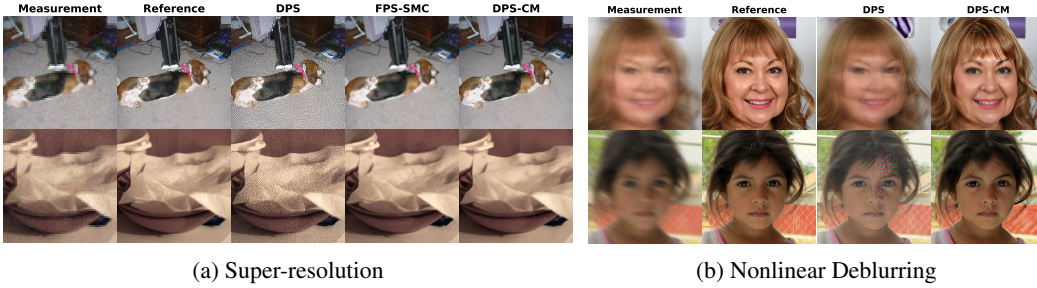 Measurement Reference DPS FPS-SMC DPS-CM
Measurement Reference DPS DPS-CM
(a) Super-resolution
(b) Nonlinear Deblurring